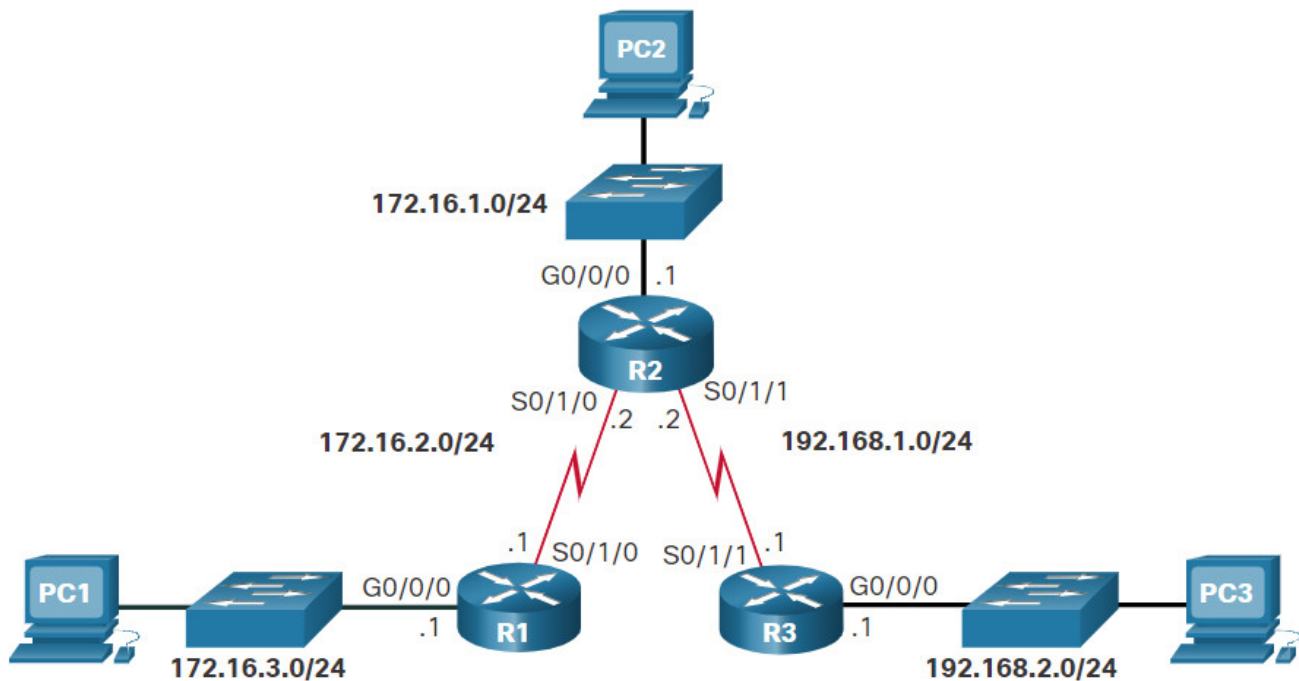 PC2
172.16.1.0/24
G0/0/0
.1
R2
S0/1/0
S0/1/1
.2
.2
172.16.2.0/24
192.168.1.0/24
.1
S0/1/0
S0/1/1
.1
PC1
G0/0/0
.1
R1
R3
G0/0/0
.1
PC3
172.16.3.0/24
192.168.2.0/24